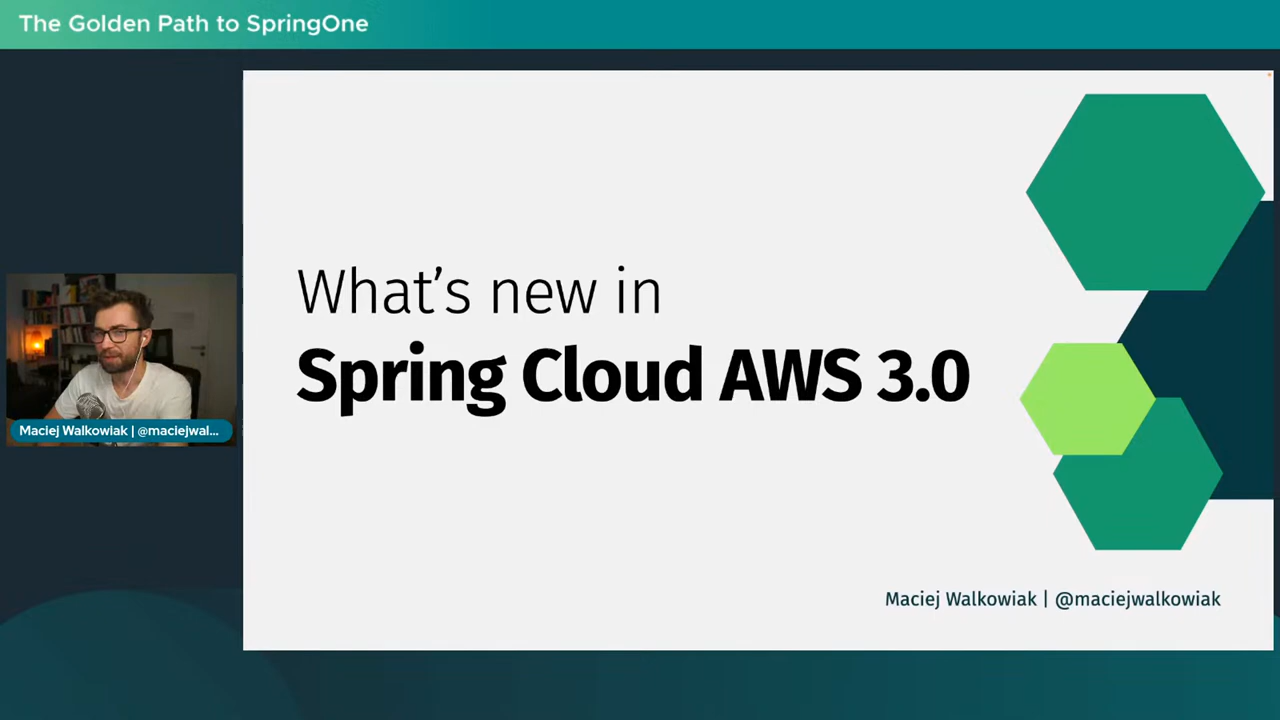 The Golden Path to SpringOne
What's new in
Spring Cloud AWS 3.0
Maciej Walkowiak | @maciejwal...
Maciej Walkowiak | @maciejwalkowiak